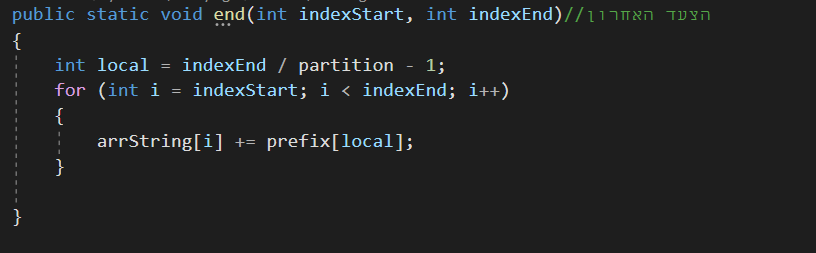 public static void end(int indexStart, int indexEnd)//הצעד האחרון
{
    int local = indexEnd / partition - 1;
    for (int i = indexStart; i < indexEnd; i++)
    {
        arrString[i] += prefix[local];
    }
}